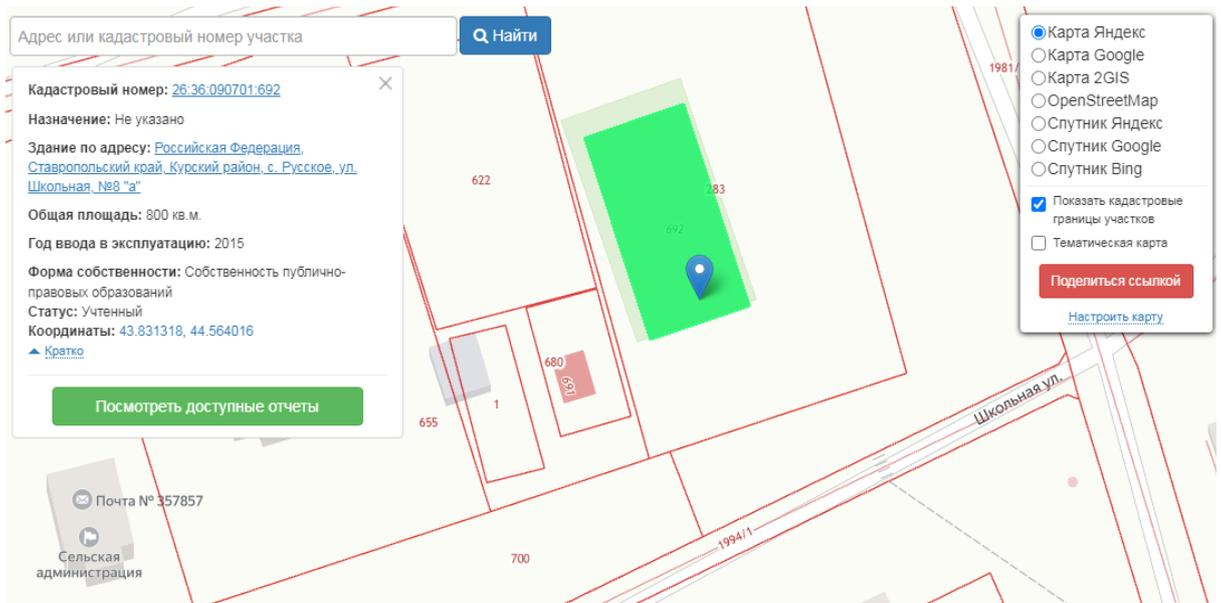 Адрес или кадастровый номер участка
Найти
Кадастровый номер: 26:36:090701:692
Назначение: Не указано
Здание по адресу: Российская Федерация,
Ставропольский край, Курский район, с. Русское, ул.
Школьная, №8 "а"
Общая площадь: 800 кв.м.
Год ввода в эксплуатацию: 2015
Форма собственности: Собственность публично-
правовых образований
Статус: Учтенный
Координаты: 43.831318, 44.564016
Кратко
Посмотреть доступные отчеты
Карта Яндекс
Карта Google
Карта 2GIS
OpenStreetMap
Спутник Яндекс
Спутник Google
Спутник Bing
Показать кадастровые
границы участков
Тематическая карта
Поделиться ссылкой
Настроить карту
1981/
622
283
692
680
691
1
655
Школьная ул.
1994/1
700
Почта № 357857
Сельская
администрация